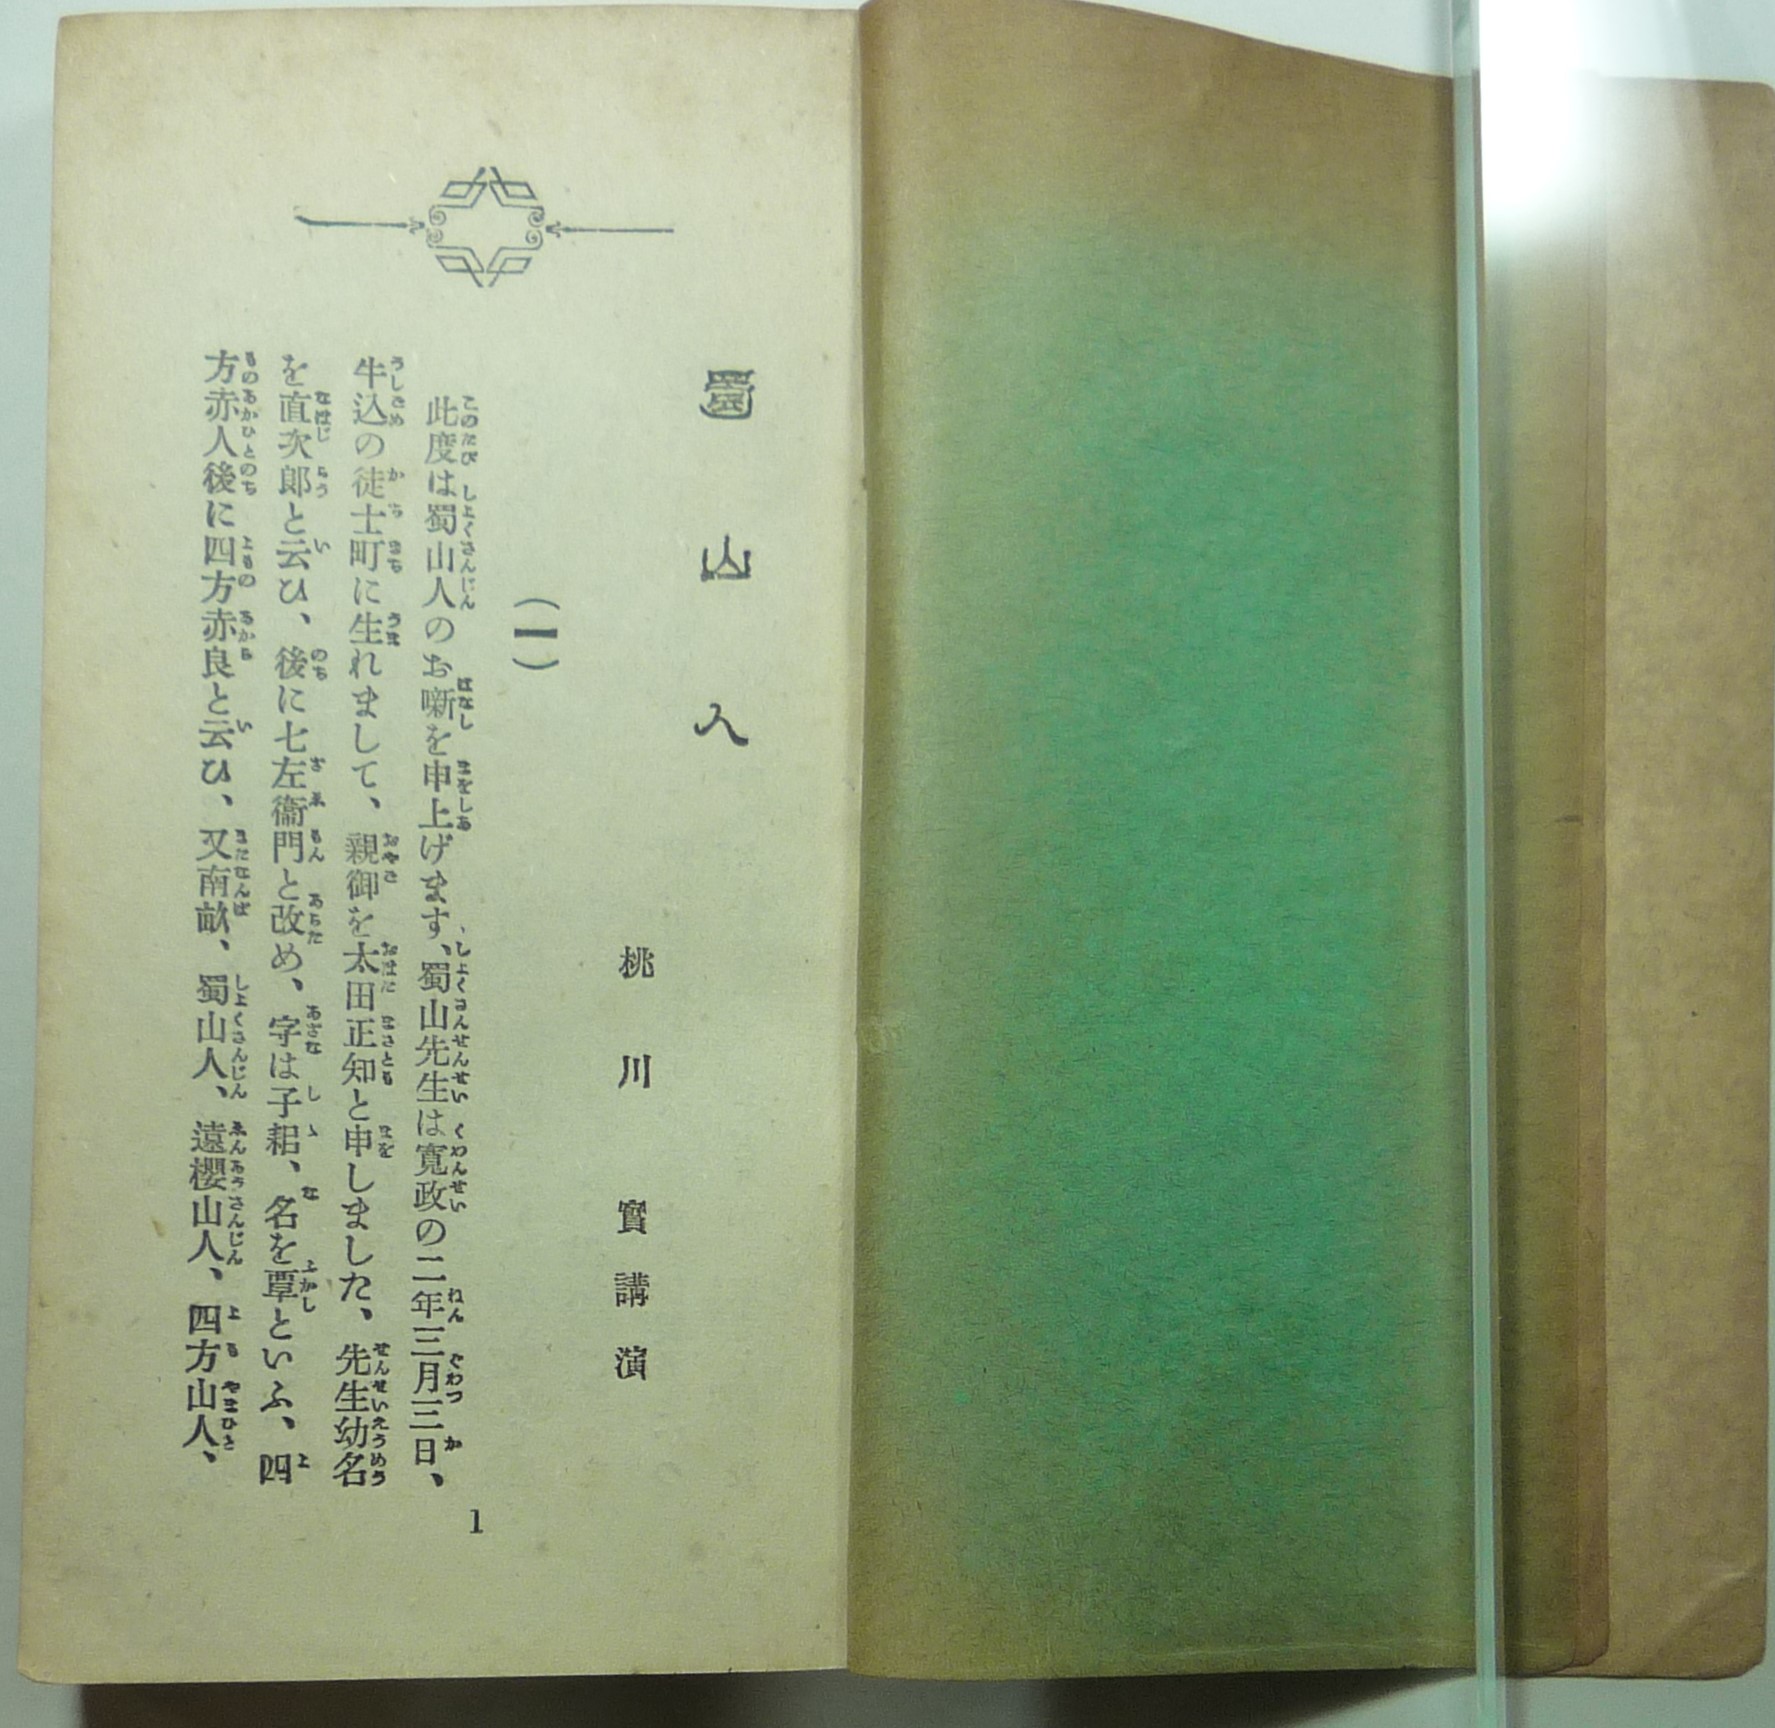 蜀山人
桃川實講演
(一)
此度は蜀山人のお噺を申上げます、蜀山先生は寛政の二年三月三日、
牛込の徒士町に生れまして、親御を太田正知と申しました、先生幼名
を直次郎と云ひ、後に七左衞門と改め、字は子耜、名を覃といふ、四
方赤人後に四方赤良と云ひ、又南畝、蜀山人、遠櫻山人、四方山人、
1